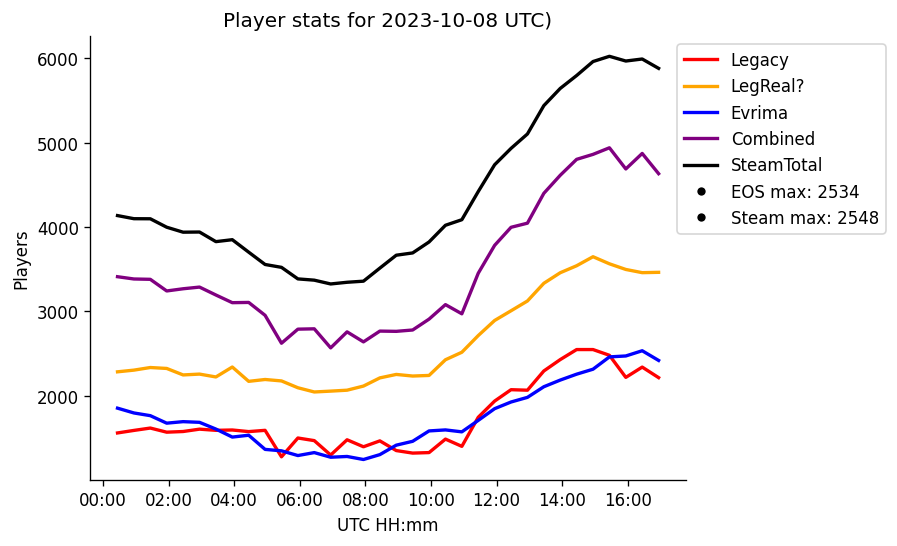 Player stats for 2023-10-08 UTC)
6000
5000
4000
3000
2000
Players
00:00 02:00 04:00 06:00 08:00 10:00 12:00 14:00 16:00
UTC HH:mm
Legacy
LegReal?
Evrima
Combined
SteamTotal
EOS max: 2534
Steam max: 2548